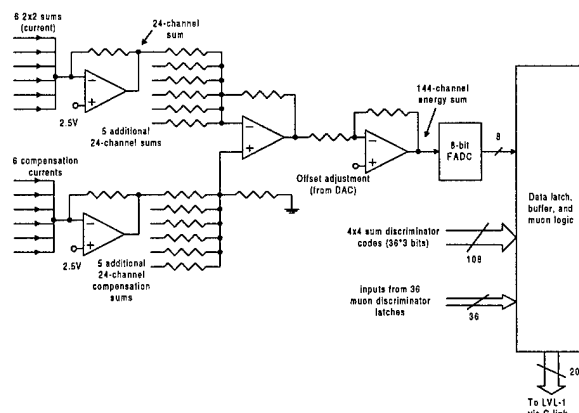 6 2x2 sums
(current)
24-channel
sum
2.5V
5 additional
24-channel sums
144-channel
energy sum
8-bit
FADC
8
Offset adjustment
(from DAC)
6 compensation
currents
2.5V
5 additional
24-channel
compensation
sums
4x4 sum discriminator
codes (36*3 bits)
108
Data latch,
buffer, and
muon logic
inputs from 36
muon discriminator
latches
36
20
To LVL-1
via G-link